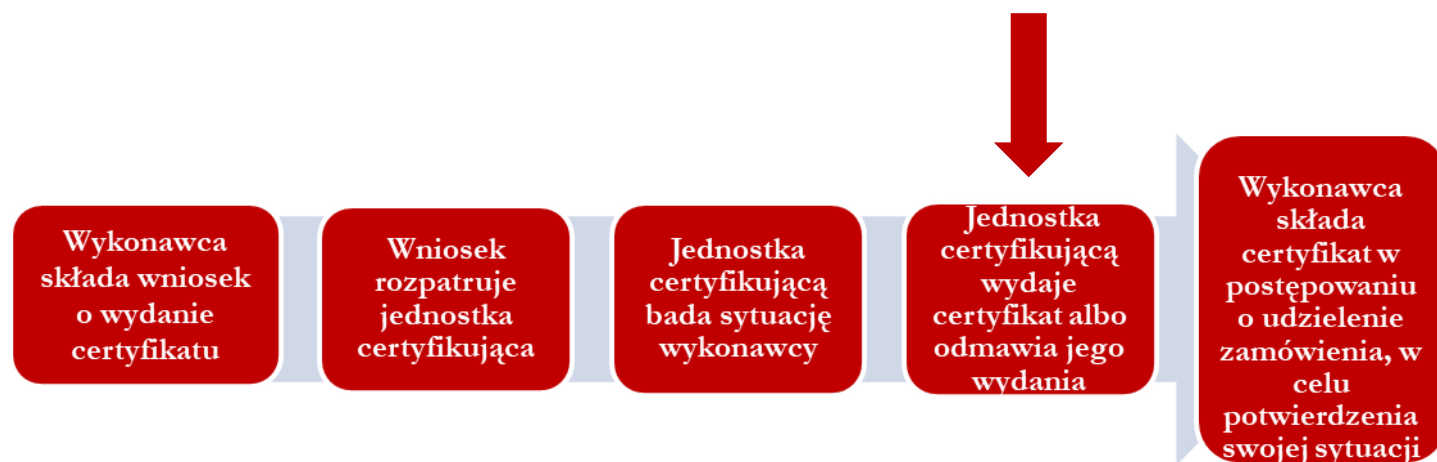 Wykonawca
składa wniosek
o wydanie
certyfikatu
Wniosek
rozpatruje
jednostka
certyfikująca
Jednostka
certyfikującą
bada sytuację
wykonawcy
Jednostka
certyfikującą
wydaje
certyfikat albo
odmawia jego
wydania
Wykonawca
składa
certyfikat w
postępowaniu
o udzielenie
zamówienia, w
celu
potwierdzenia
swojej sytuacji